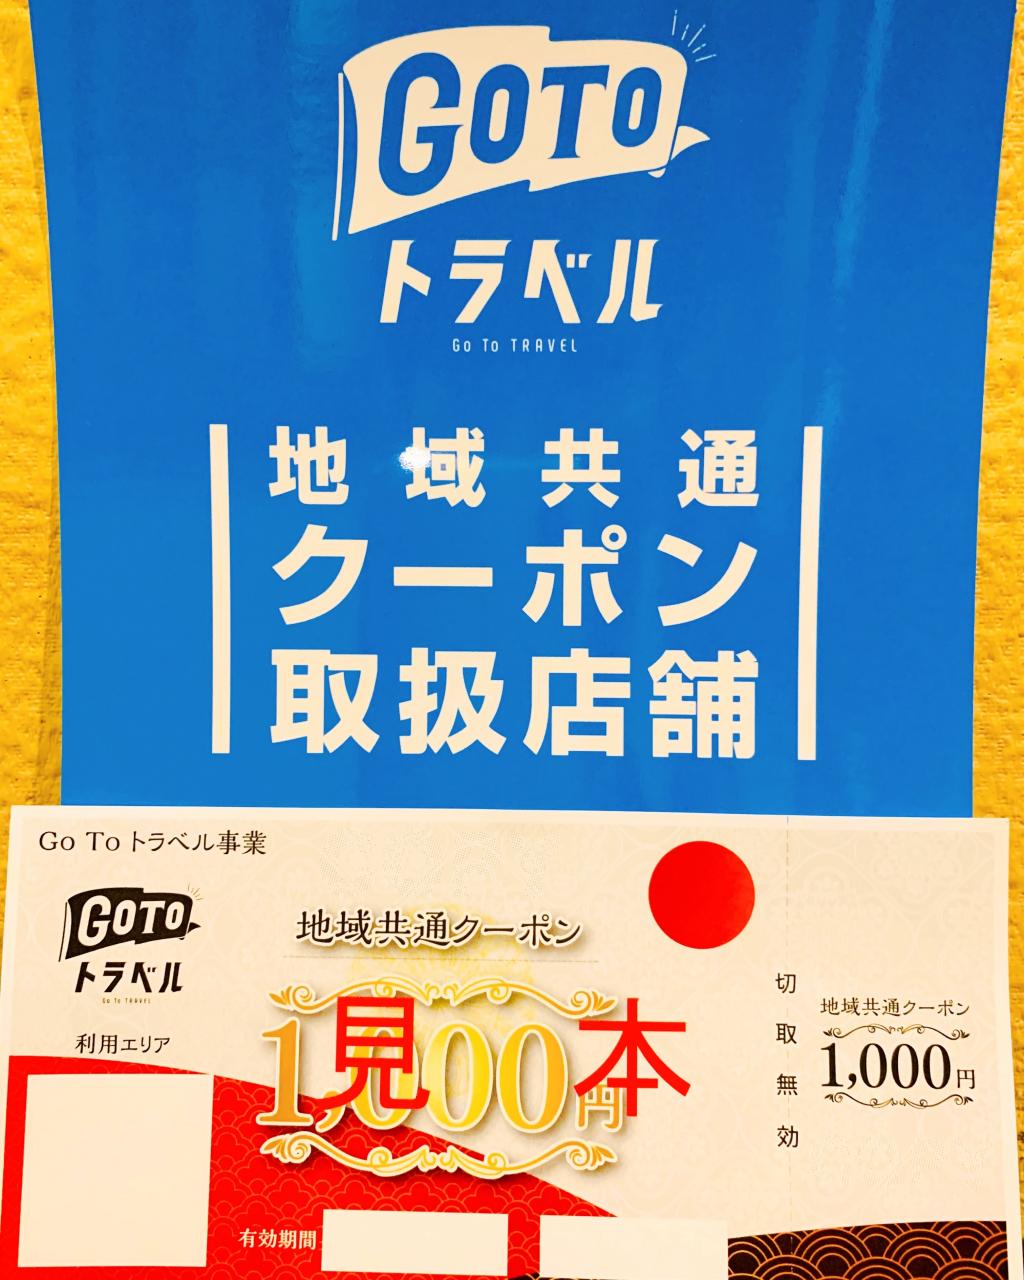 GOTO
トラベル
Go To TRAVEL
地域共通
クーポン
取扱店舗
Go To トラベル事業
GOTO
トラベル
Go To TRAVEL
利用エリア
地域共通クーポン
1,000円
見本
有効期間
切取無効
地域共通クーポン
1,000円